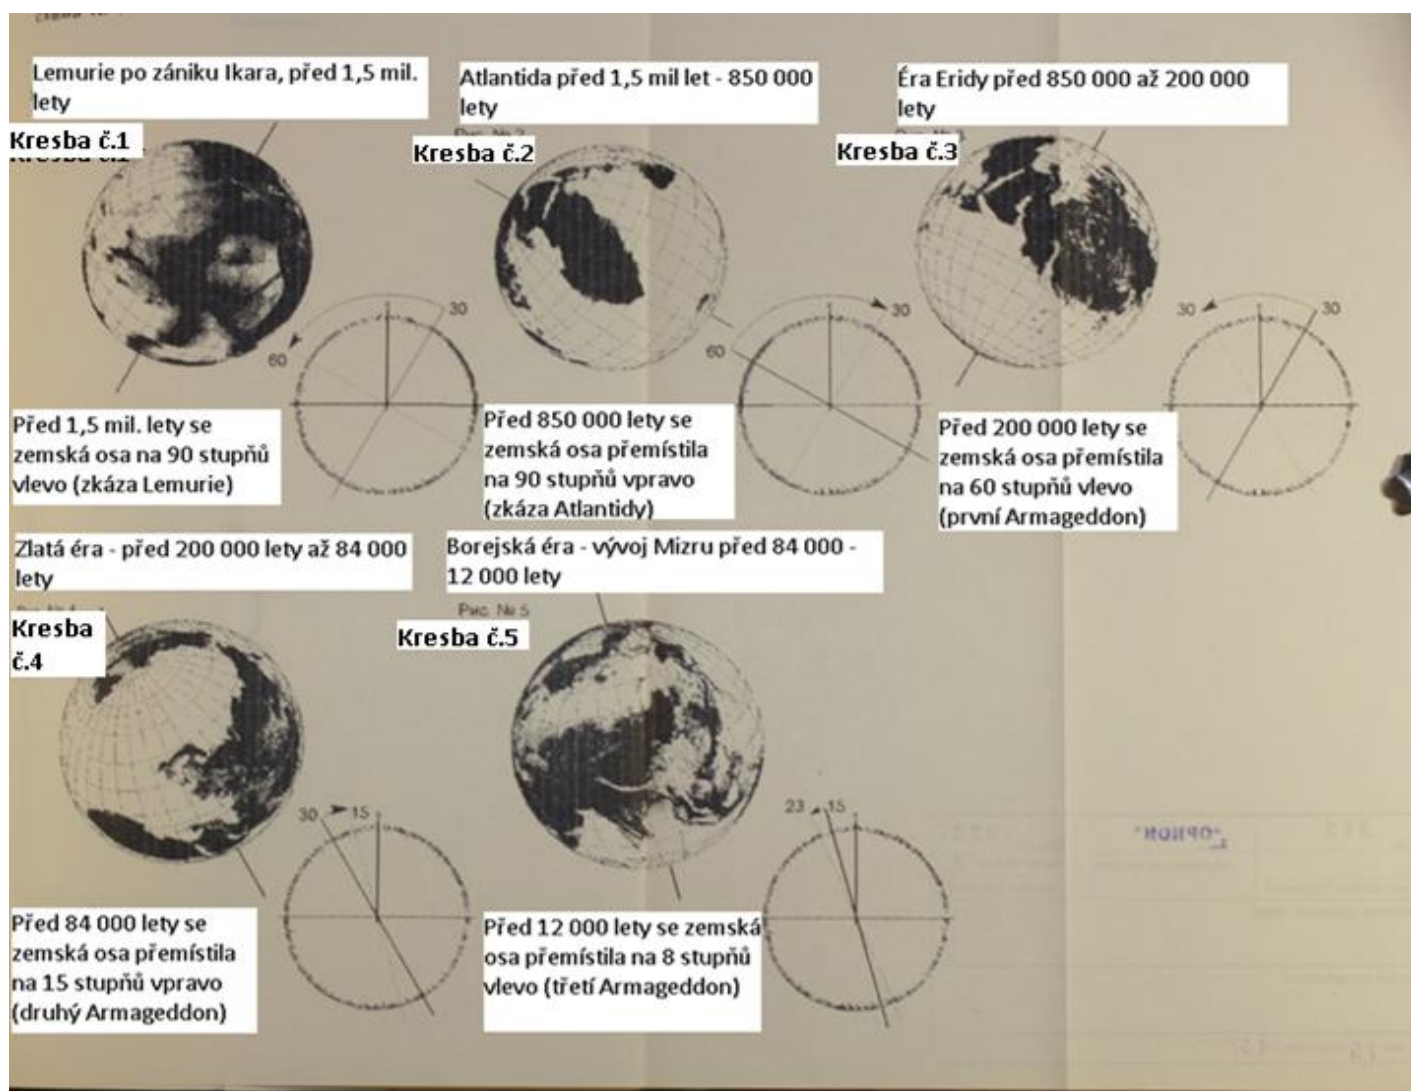 Lemurie po zániku Ikara, před 1,5 mil.
lety
Kresba č.1
Atlantida před 1,5 mil let - 850 000
lety
Kresba č.2
Éra Eridy před 850 000 až 200 000
lety
Kresba č.3
60
30
60
30
30
30
Před 1,5 mil. lety se
zemská osa na 90 stupňů
vlevo (zkáza Lemurie)
Před 850 000 lety se
zemská osa přemístila
na 90 stupňů vpravo
(zkáza Atlantidy)
Před 200 000 lety se
zemská osa přemístila
na 60 stupňů vlevo
(první Armageddon)
Zlatá éra - před 200 000 lety až 84 000
lety
Kresba
č.4
Borejská éra - vývoj Mizru před 84 000 -
12 000 lety
Рис. № 5
Kresba č.5
30
15
23
15
Před 84 000 lety se
zemská osa přemístila
na 15 stupňů vpravo
(druhý Armageddon)
Před 12 000 lety se zemská
osa přemístila na 8 stupňů
vlevo (třetí Armageddon)